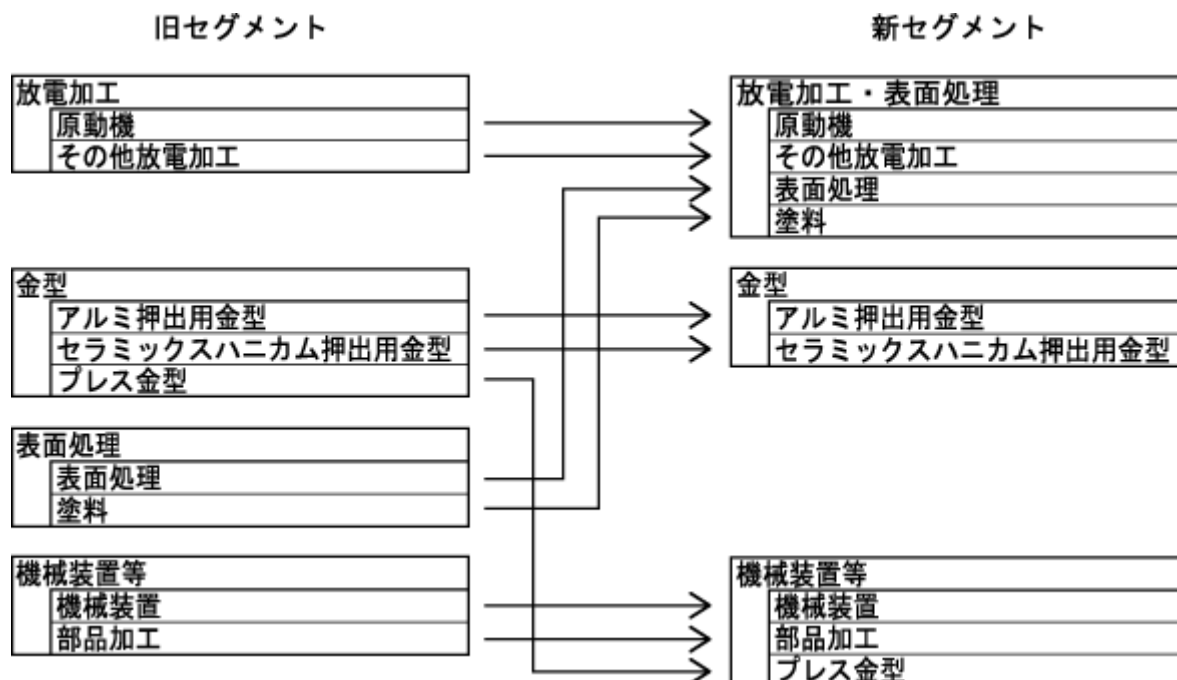 旧セグメント
新セグメント
放電加工
原動機
その他放電加工
金型
アルミ押出用金型
セラミックスハニカム押出用金型
プレス金型
表面処理
表面処理
塗料
機械装置等
機械装置
部品加工
放電加工・表面処理
原動機
その他放電加工
表面処理
塗料
金型
アルミ押出用金型
セラミックスハニカム押出用金型
機械装置等
機械装置
部品加工
プレス金型